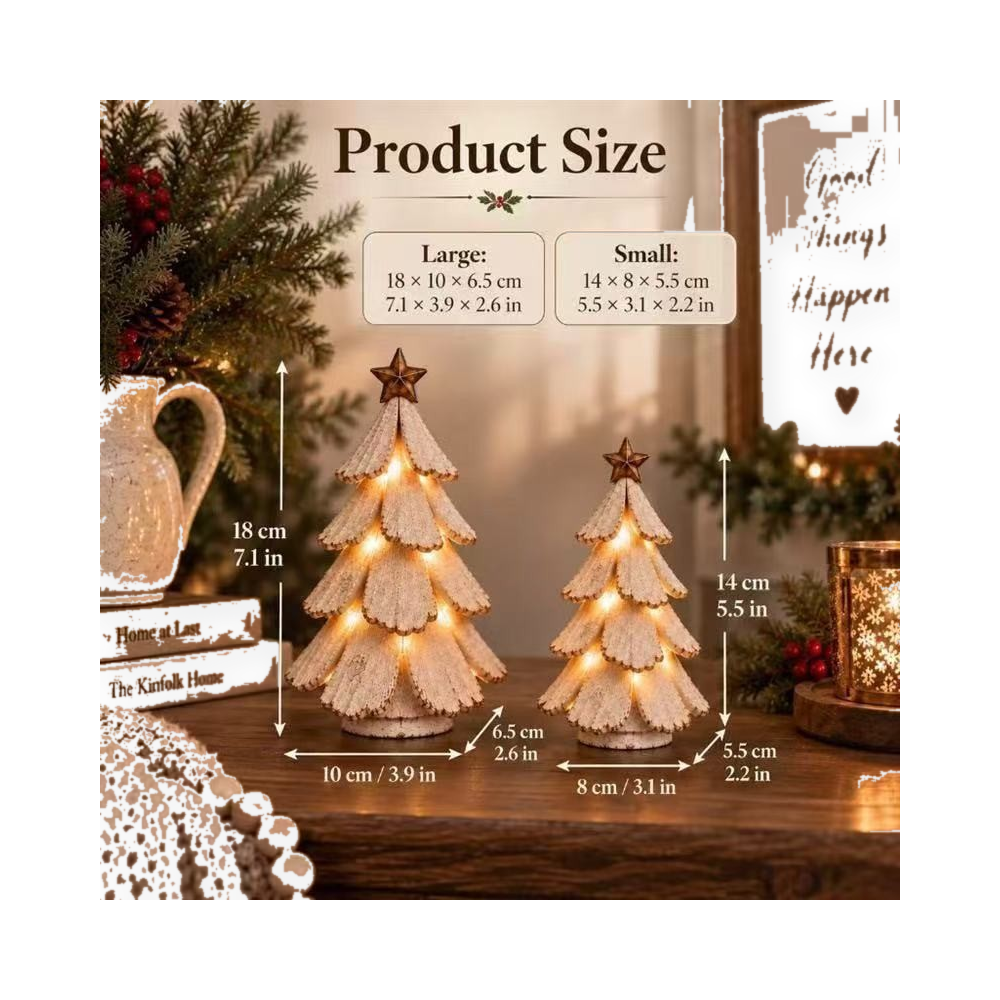 Product Size
Large:
18 × 10 × 6.5 cm
7.1 × 3.9 × 2.6 in
Small:
14 × 8 × 5.5 cm
5.5 × 3.1 × 2.2 in
Good
Things
Happen
Here
18 cm
7.1 in
14 cm
5.5 in
Home at Last
The Kinfolk Home
6.5 cm
2.6 in
10 cm / 3.9 in
5.5 cm
2.2 in
8 cm / 3.1 in